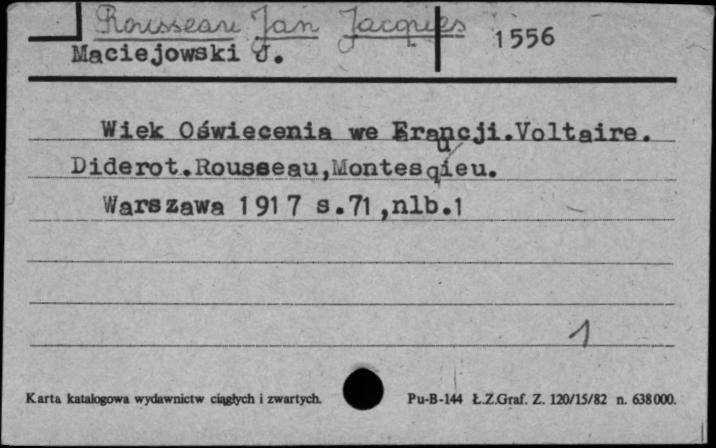 Rousseau Jan Jacques
1556
Maciejowski J.
Wiek Oświecenia we Francji.Voltaire.
Diderot.Rousseau,Montesquieu.
Warszawa 1917 s.71,nlb.1
1
Karta katalogowa wydawnictw ciągłych i zwartych.
Pu-B-144 Ł.Z.Graf. Z. 120/15/82 n. 638000.